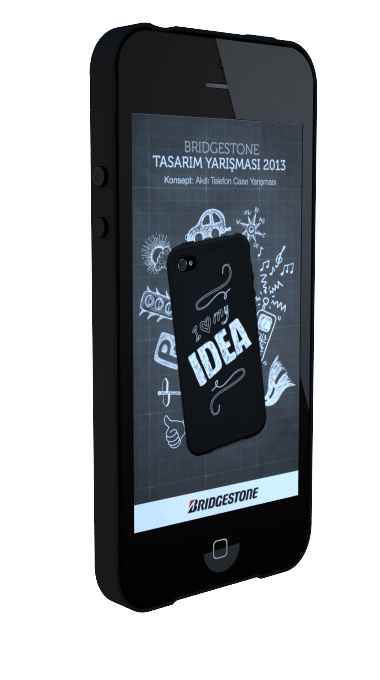 BRIDGESTONE
TASARIM YARIŞMASI 2013
Konsept: Akıllı Telefon Case Yarışması
I my
IDEA
BRIDGESTONE